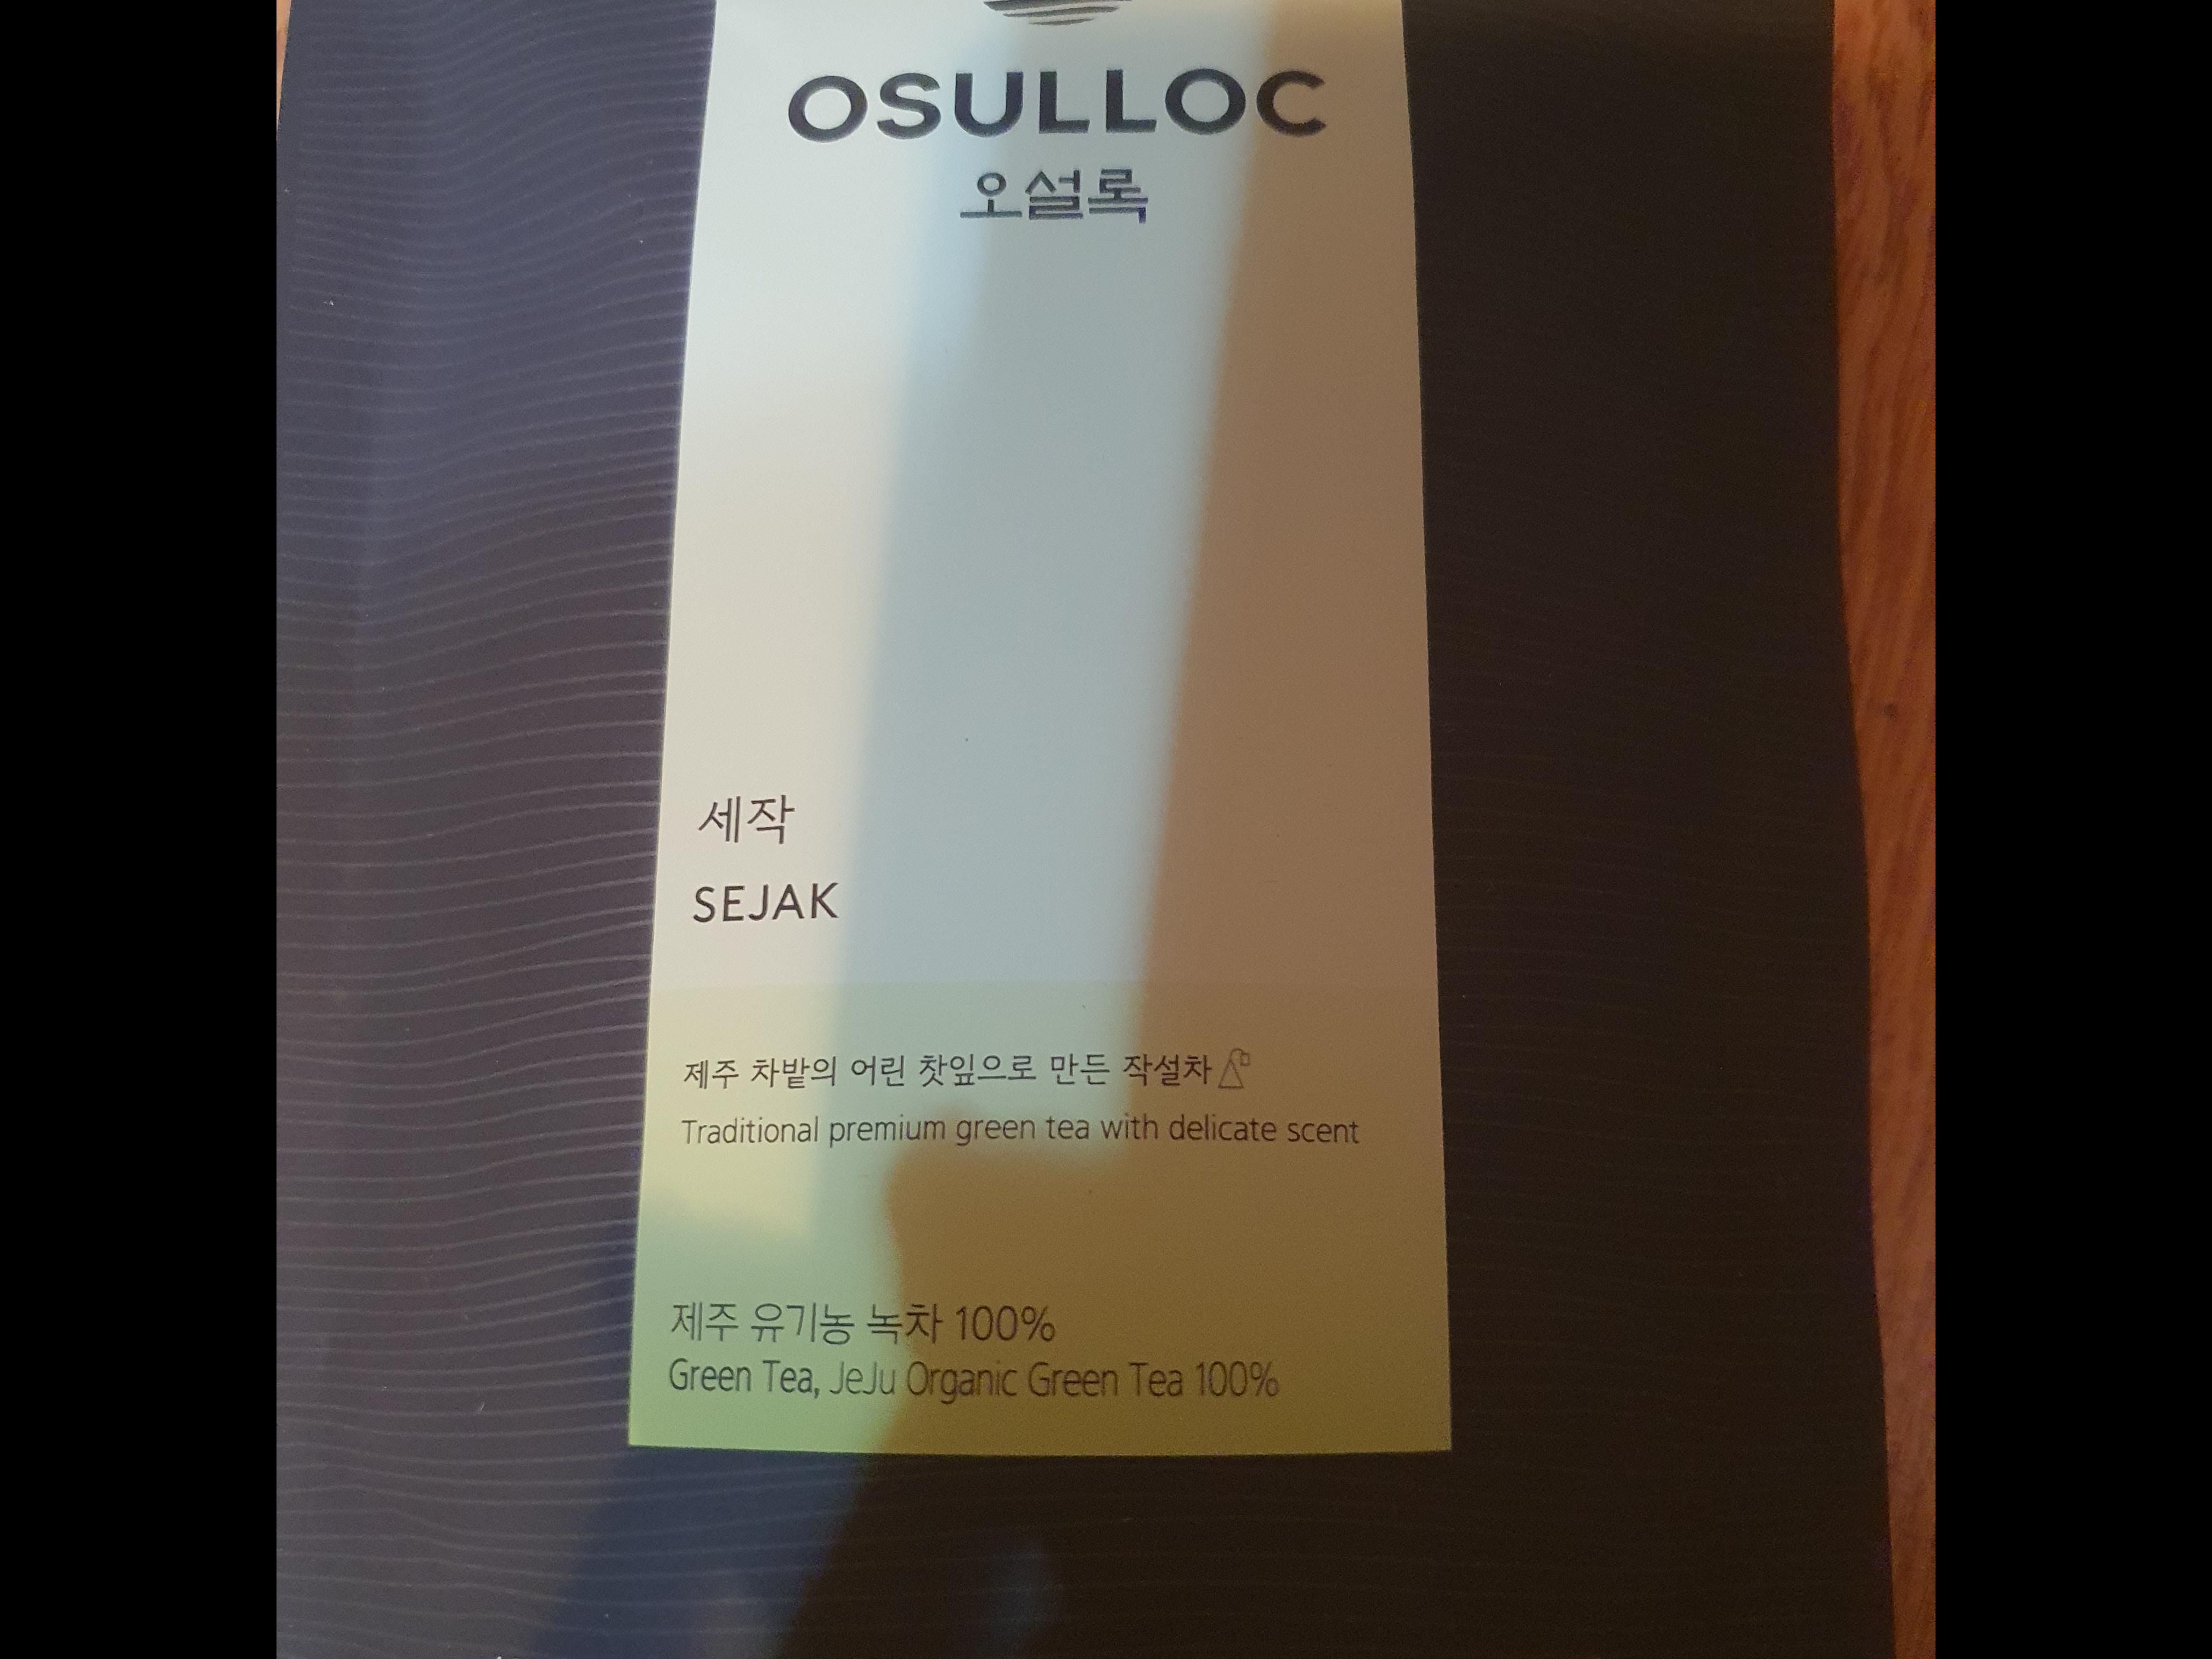 OSULLOC
오설록
세작
SEJAK
제주 차밭의 어린 찻잎으로 만든 작설차
Traditional premium green tea with delicate scent
제주 유기농 녹차 100%
Green Tea, JeJu Organic Green Tea 100%